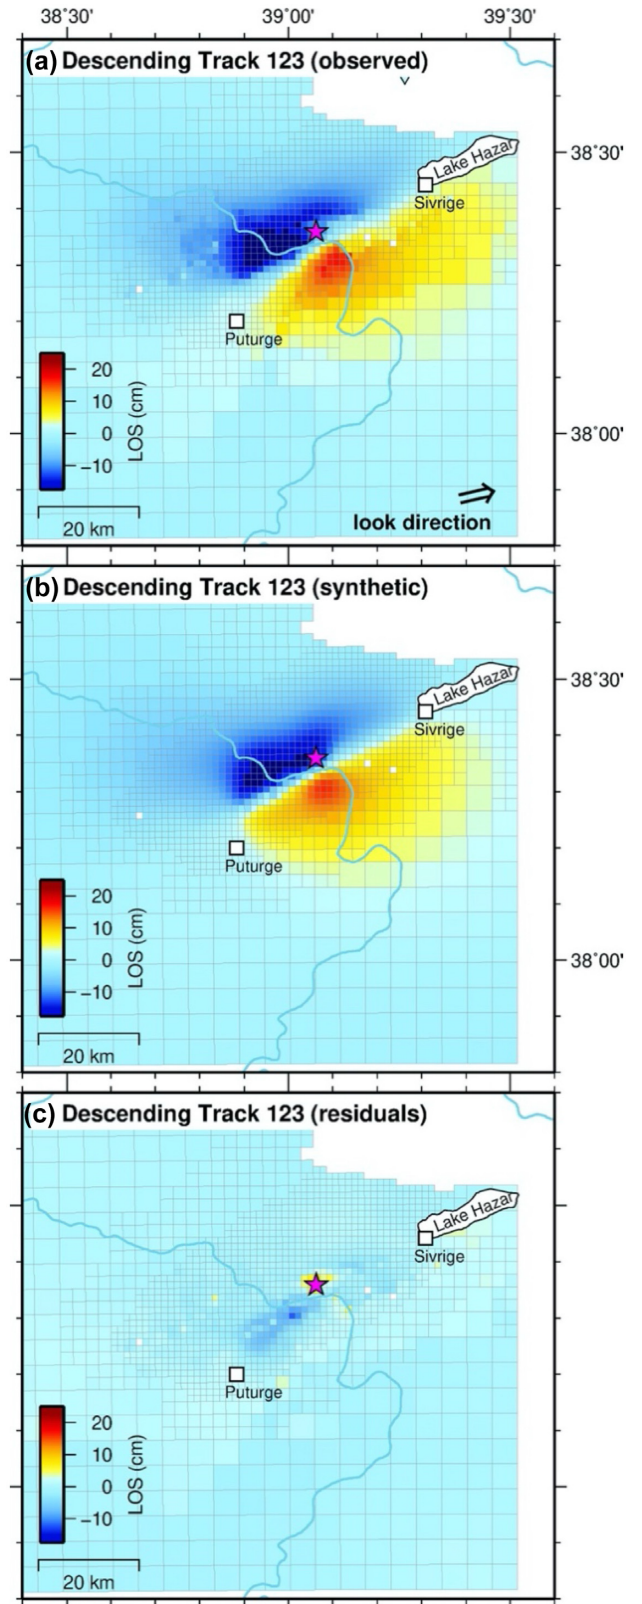 38˚30' 39˚00' 39˚30'
(a) Descending Track 123 (observed)
38˚30'
Lake Hazar
Sivrige
Puturge
20
10
0
−10
LOS (cm)
38˚00'
20 km
look direction
(b) Descending Track 123 (synthetic)
38˚30'
Lake Hazar
Sivrige
Puturge
20
10
0
−10
LOS (cm)
38˚00'
20 km
(c) Descending Track 123 (residuals)
Lake Hazar
Sivrige
Puturge
20
10
0
−10
LOS (cm)
20 km